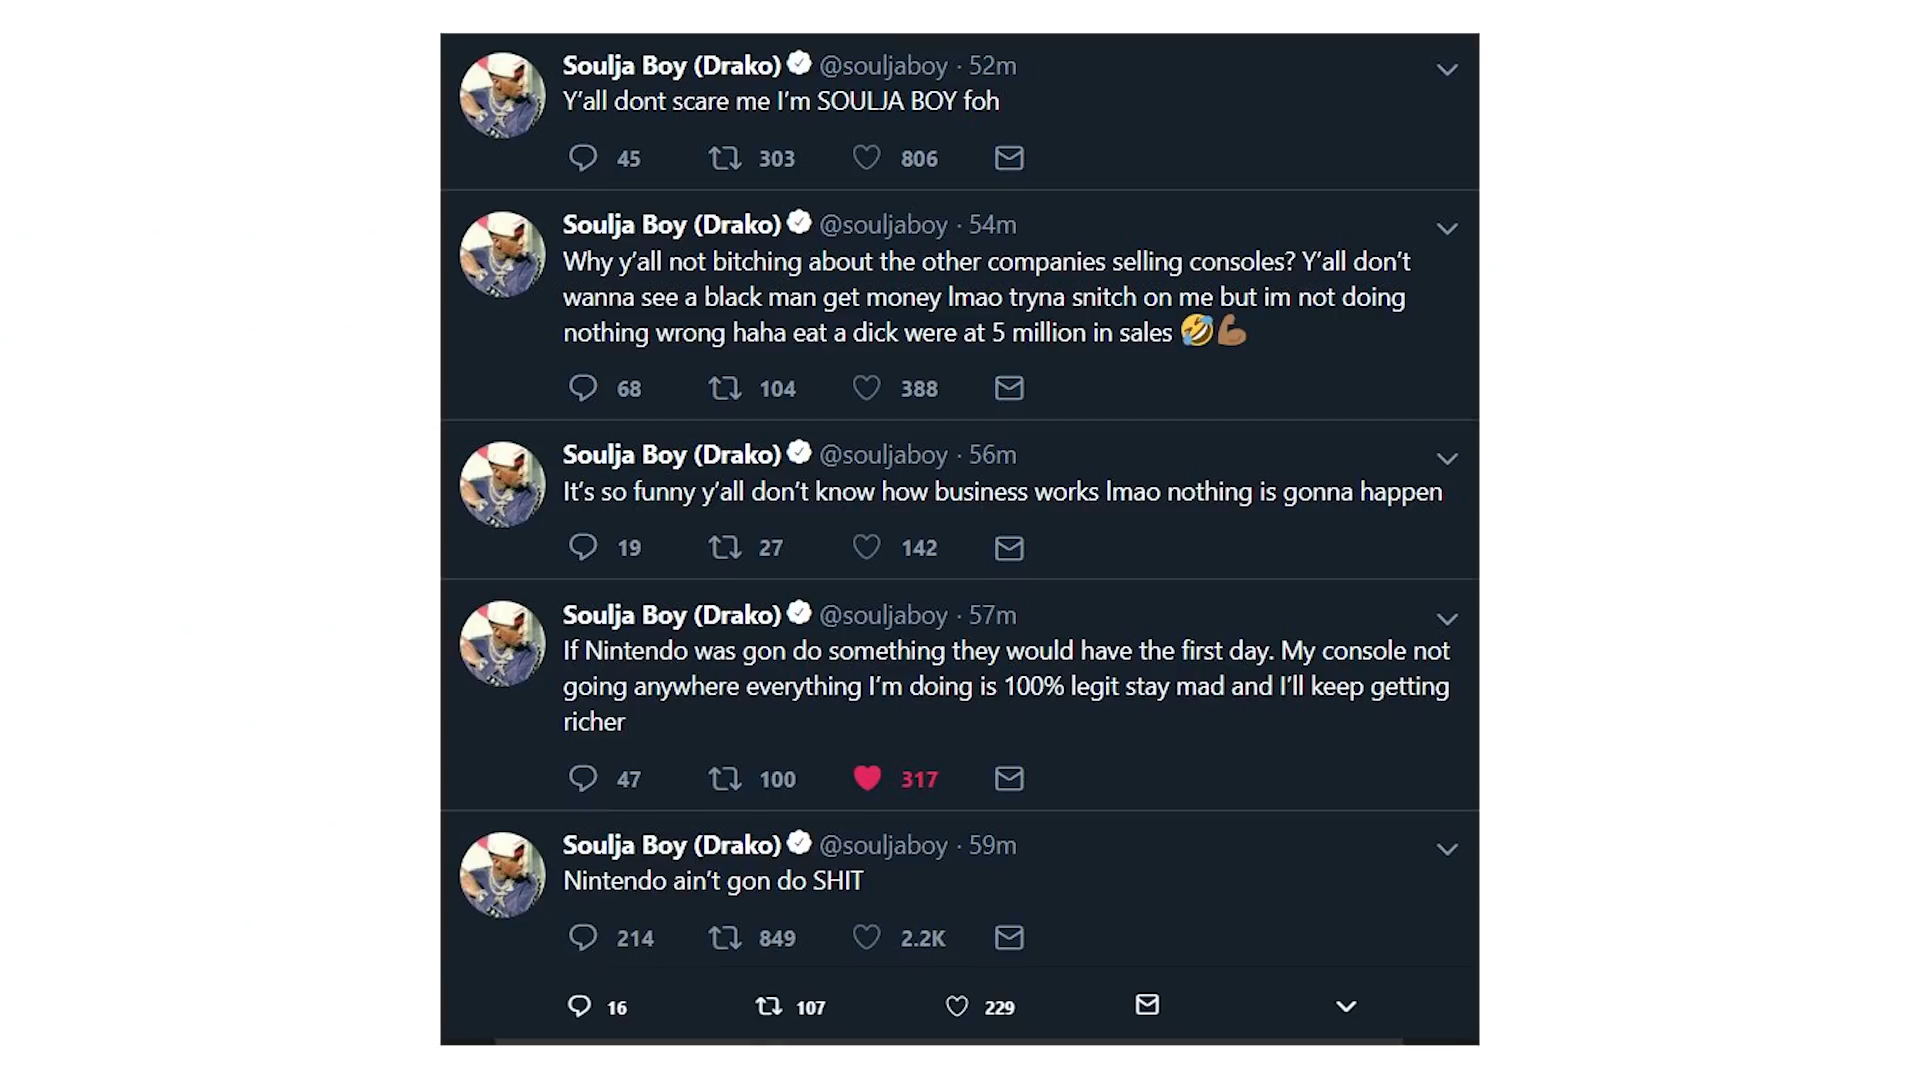 Soulja Boy (Drako) @souljaboy · 52m
Y'all dont scare me I'm SOULJA BOY foh
45 303 806
Soulja Boy (Drako) @souljaboy · 54m
Why y'all not bitching about the other companies selling consoles? Y'all don't
wanna see a black man get money lmao tryna snitch on me but im not doing
nothing wrong haha eat a dick were at 5 million in sales 🤣💪🏾
68 104 388
Soulja Boy (Drako) @souljaboy · 56m
It's so funny y'all don't know how business works lmao nothing is gonna happen
19 27 142
Soulja Boy (Drako) @souljaboy · 57m
If Nintendo was gon do something they would have the first day. My console not
going anywhere everything I'm doing is 100% legit stay mad and I'll keep getting
richer
47 100 317
Soulja Boy (Drako) @souljaboy · 59m
Nintendo ain't gon do SHIT
214 849 2.2K
16 107 229